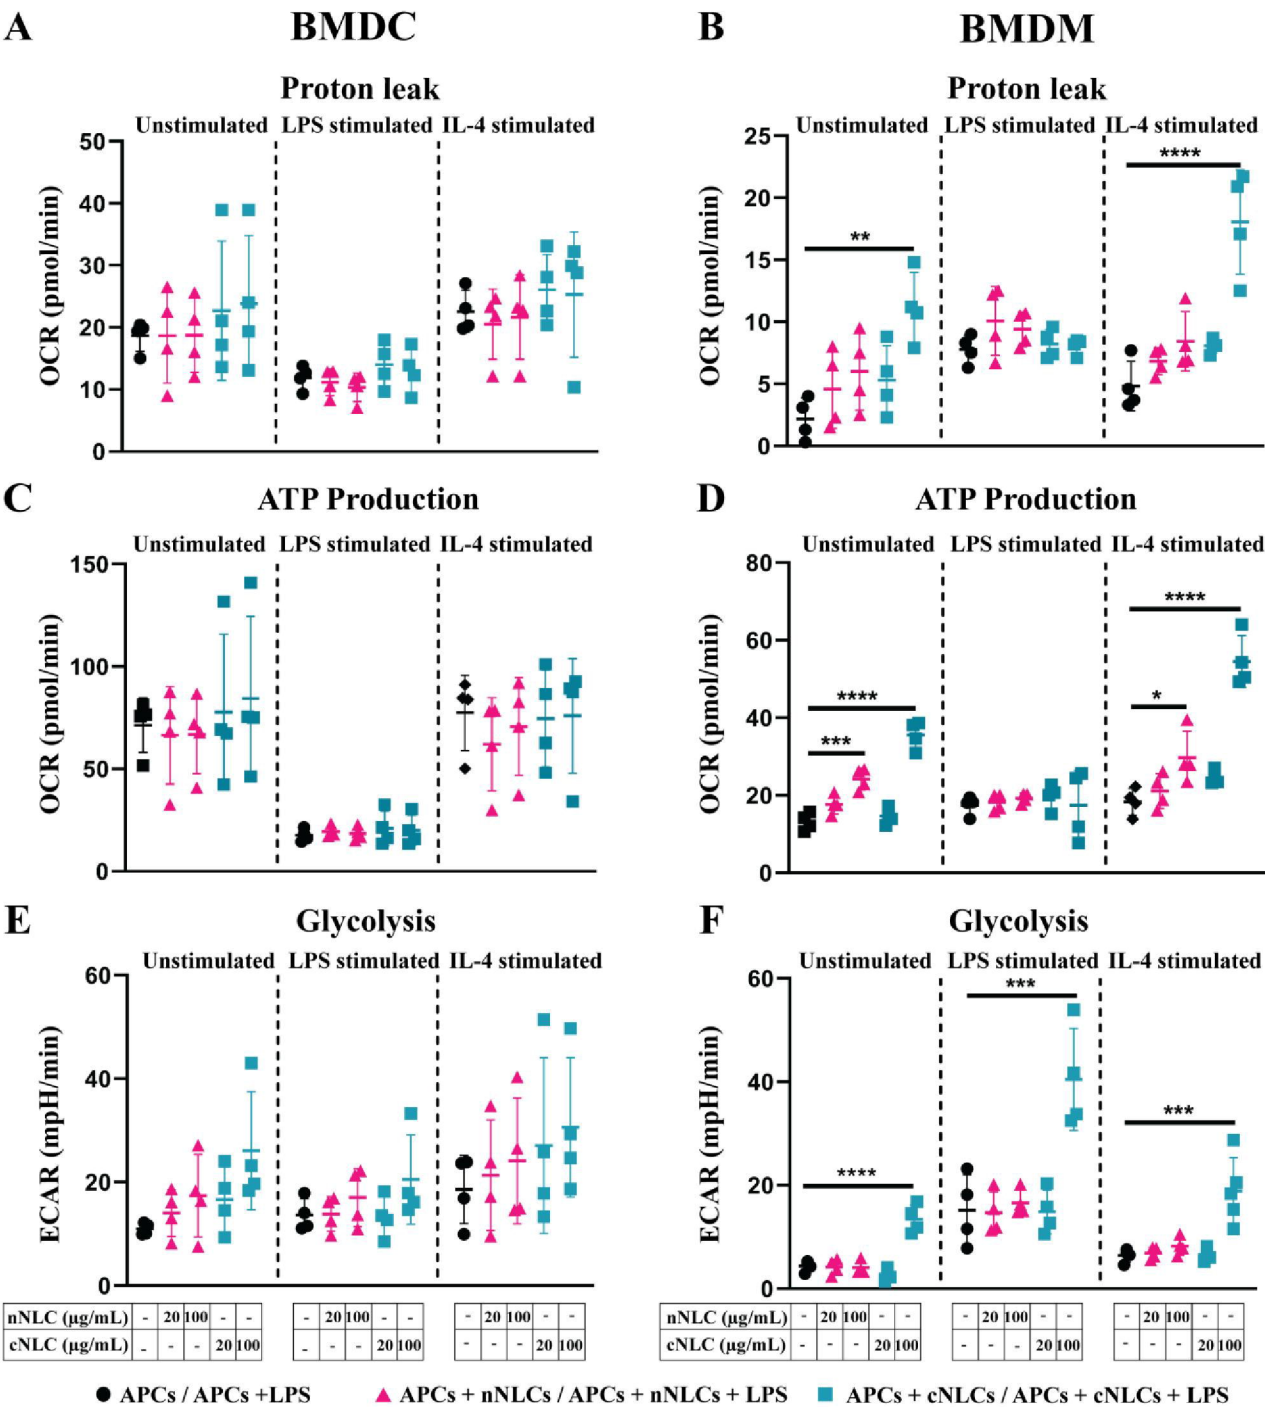 A BMDC
Proton leak
Unstimulated LPS stimulated IL-4 stimulated
OCR (pmol/min)
50
40
30
20
10
0
B BMDM
Proton leak
Unstimulated LPS stimulated IL-4 stimulated
OCR (pmol/min)
25
20
15
10
5
0
**
****
C ATP Production
Unstimulated LPS stimulated IL-4 stimulated
OCR (pmol/min)
150
100
50
0
D ATP Production
Unstimulated LPS stimulated IL-4 stimulated
OCR (pmol/min)
80
60
40
20
0
****
***
****
*
E Glycolysis
Unstimulated LPS stimulated IL-4 stimulated
ECAR (mpH/min)
60
40
20
0
F Glycolysis
Unstimulated LPS stimulated IL-4 stimulated
ECAR (mpH/min)
60
40
20
0
****
***
***
nNLC (µg/mL) - 20 100 - - - 20 100 - - - 20 100 - -
cNLC (µg/mL) - - - 20 100 - - - 20 100 - - - 20 100
nNLC (µg/mL) - 20 100 - - - 20 100 - - - 20 100 - -
cNLC (µg/mL) - - - 20 100 - - - 20 100 - - - 20 100
APCs / APCs +LPS APCs + nNLCs / APCs + nNLCs + LPS APCs + cNLCs / APCs + cNLCs + LPS